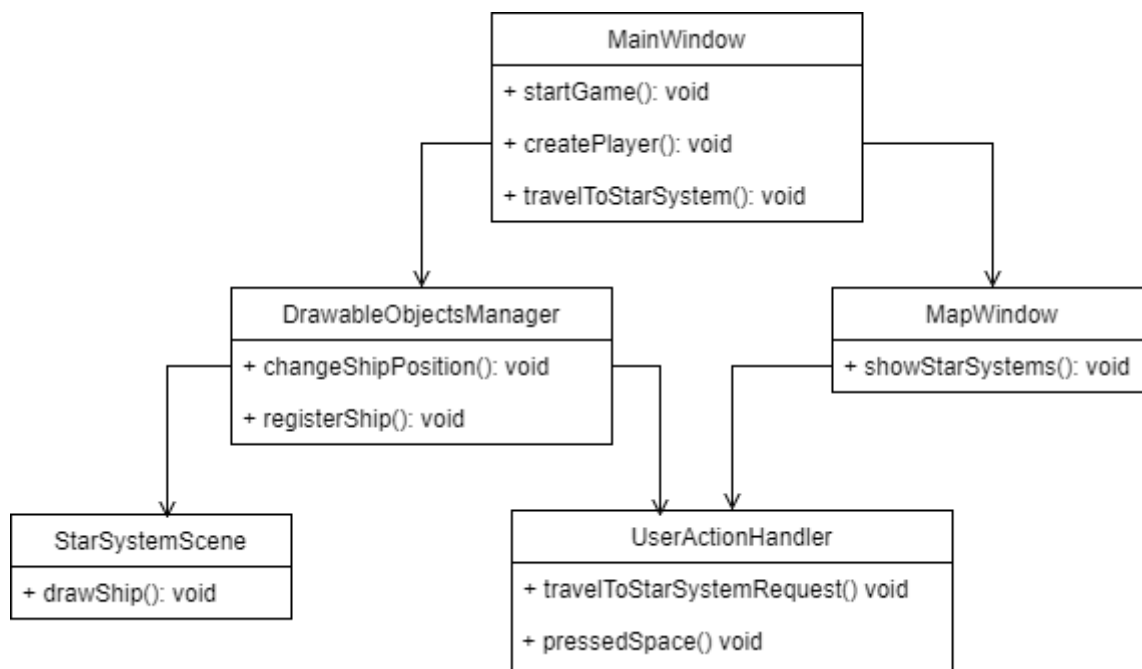 MainWindow
+ startGame(): void
+ createPlayer(): void
+ travelToStarSystem(): void
DrawableObjectsManager
+ changeShipPosition(): void
+ registerShip(): void
MapWindow
+ showStarSystems(): void
StarSystemScene
+ drawShip(): void
UserActionHandler
+ travelToStarSystemRequest() void
+ pressedSpace() void